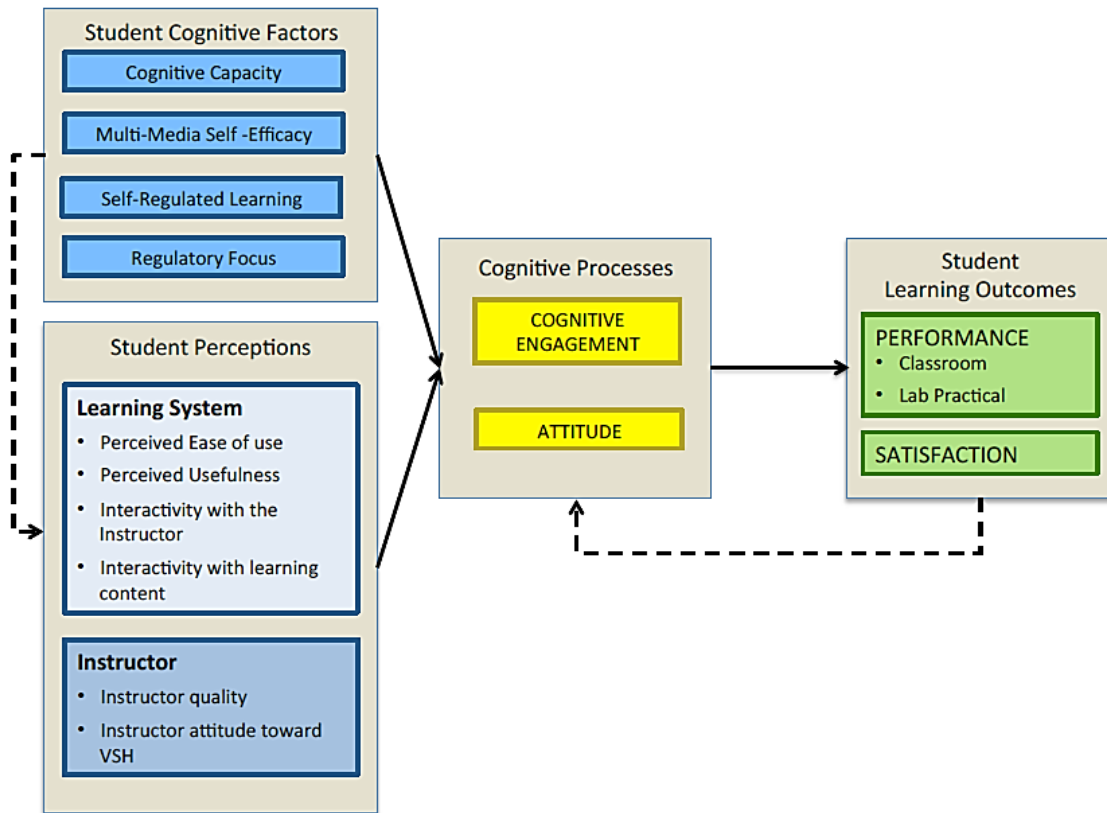 Student Cognitive Factors
Cognitive Capacity
Multi-Media Self -Efficacy
Self-Regulated Learning
Regulatory Focus
Student Perceptions
Learning System
• Perceived Ease of use
• Perceived Usefulness
• Interactivity with the
Instructor
• Interactivity with learning
content
Instructor
• Instructor quality
• Instructor attitude toward
VSH
Cognitive Processes
COGNITIVE
ENGAGEMENT
ATTITUDE
Student
Learning Outcomes
PERFORMANCE
• Classroom
• Lab Practical
SATISFACTION